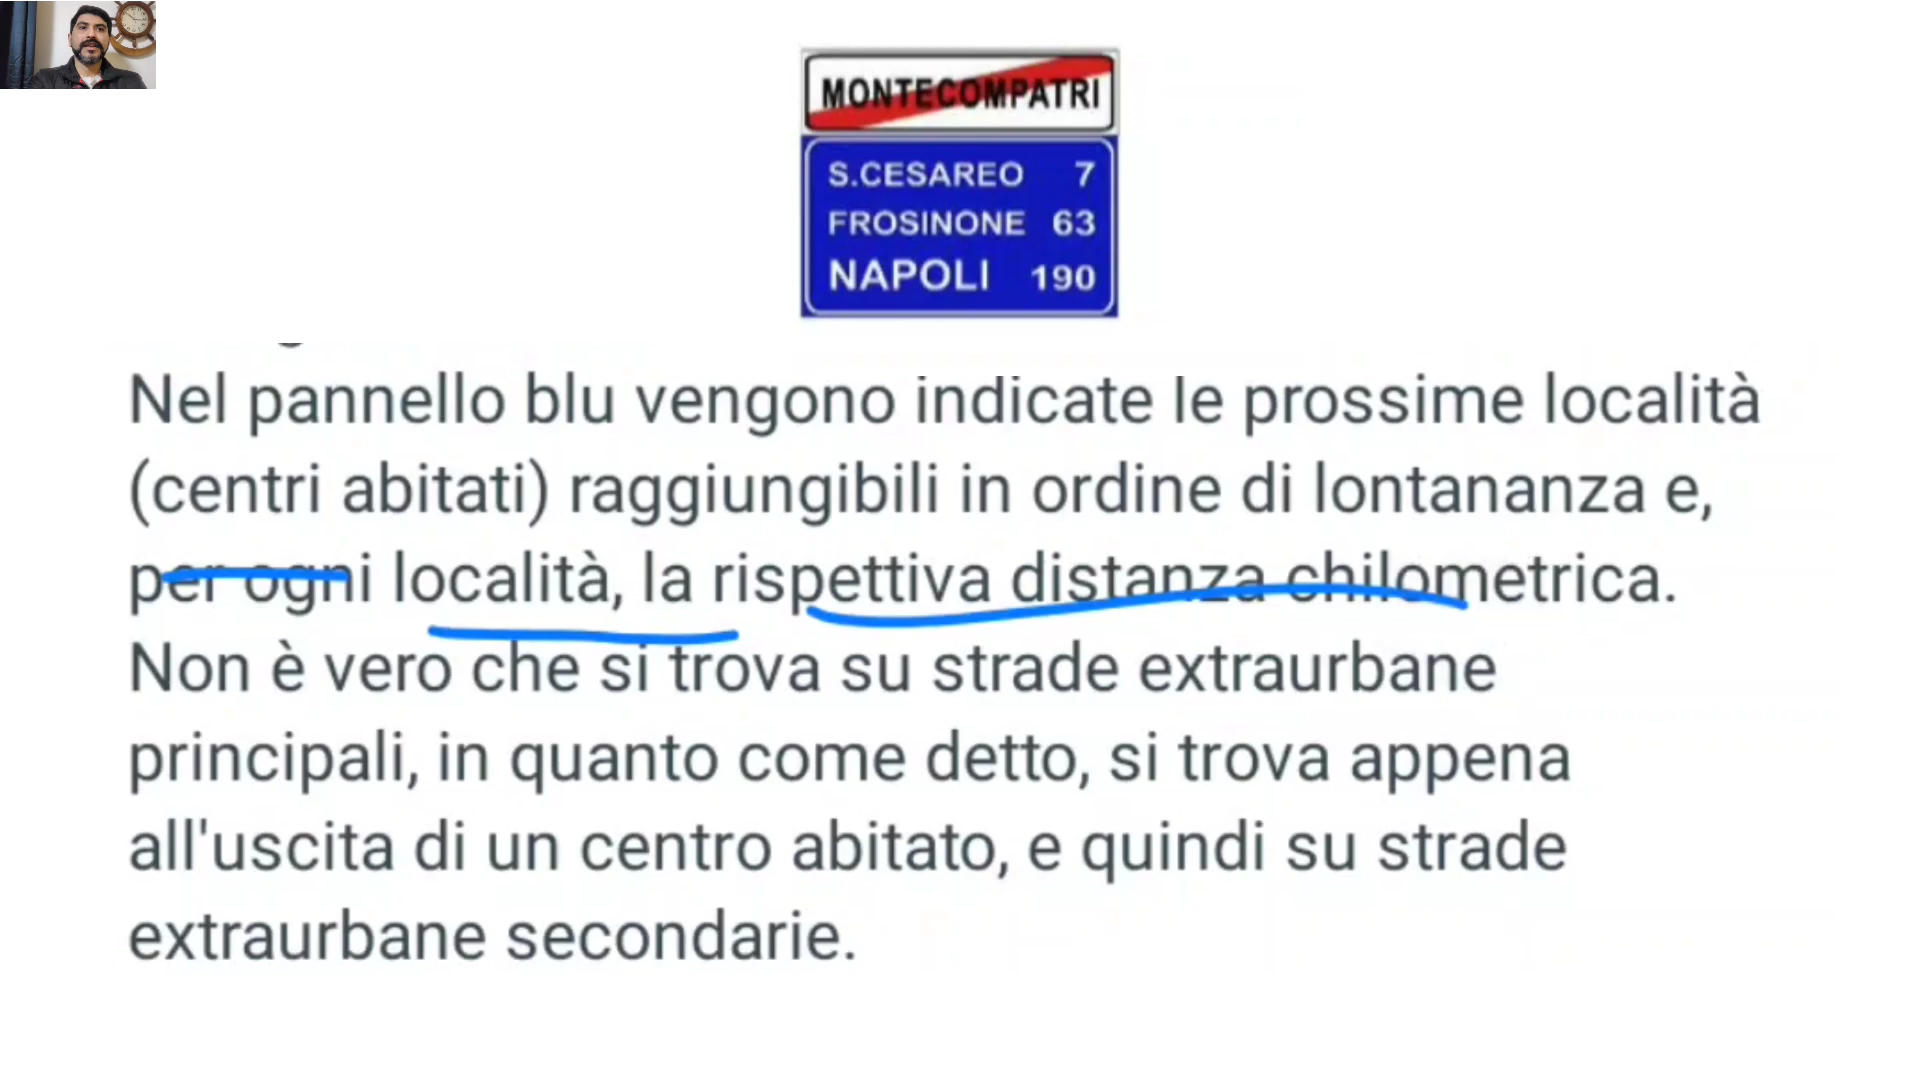 MONTECOMPATRI
S.CESAREO 7
FROSINONE 63
NAPOLI 190
Nel pannello blu vengono indicate le prossime località
(centri abitati) raggiungibili in ordine di lontananza e,
per ogni località, la rispettiva distanza chilometrica.
Non è vero che si trova su strade extraurbane
principali, in quanto come detto, si trova appena
all'uscita di un centro abitato, e quindi su strade
extraurbane secondarie.